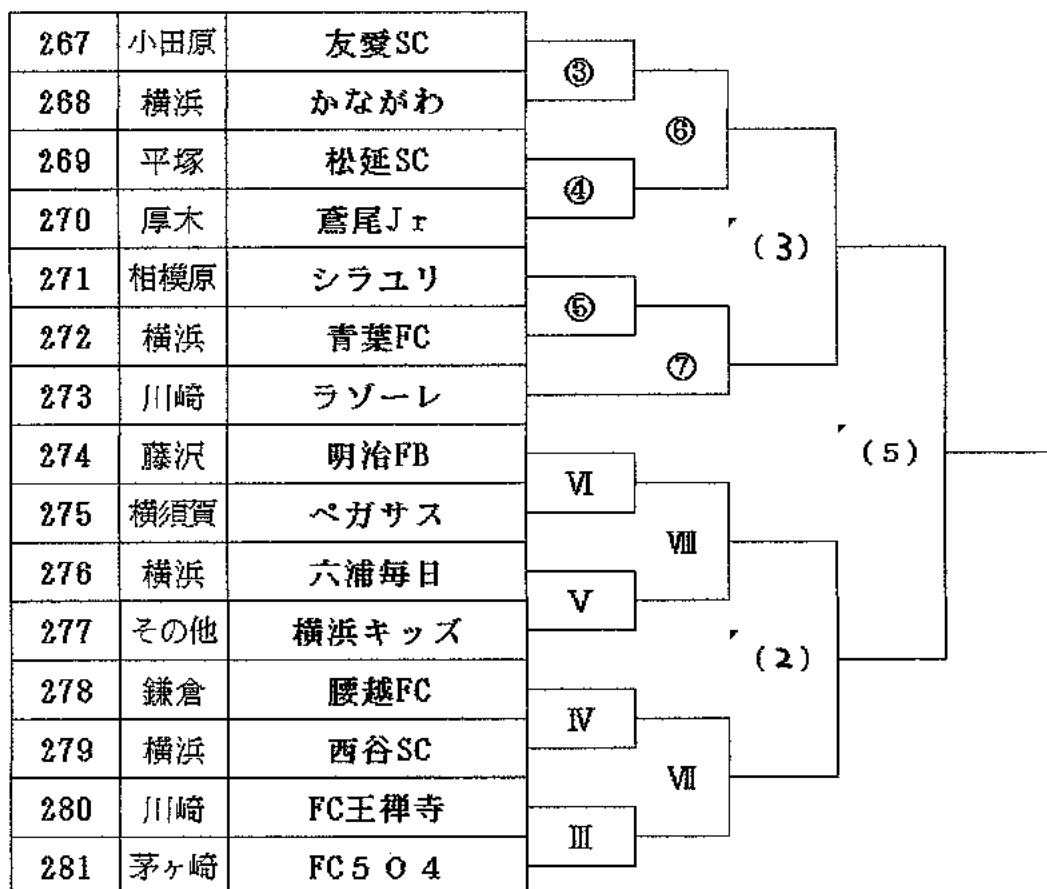 267 小田原 友愛SC
③
268 横浜 かながわ
⑥
269 平塚 松延SC
④
270 厚木 鳶尾Jr
(3)
271 相模原 シラユリ
⑤
272 横浜 青葉FC
⑦
273 川崎 ラゾーレ
274 藤沢 明治FB
(5)
Ⅵ
275 横須賀 ペガサス
Ⅷ
276 横浜 六浦毎日
Ⅴ
277 その他 横浜キッズ
(2)
278 鎌倉 腰越FC
Ⅳ
279 横浜 西谷SC
Ⅶ
280 川崎 FC王禅寺
Ⅲ
281 茅ヶ崎 FC504